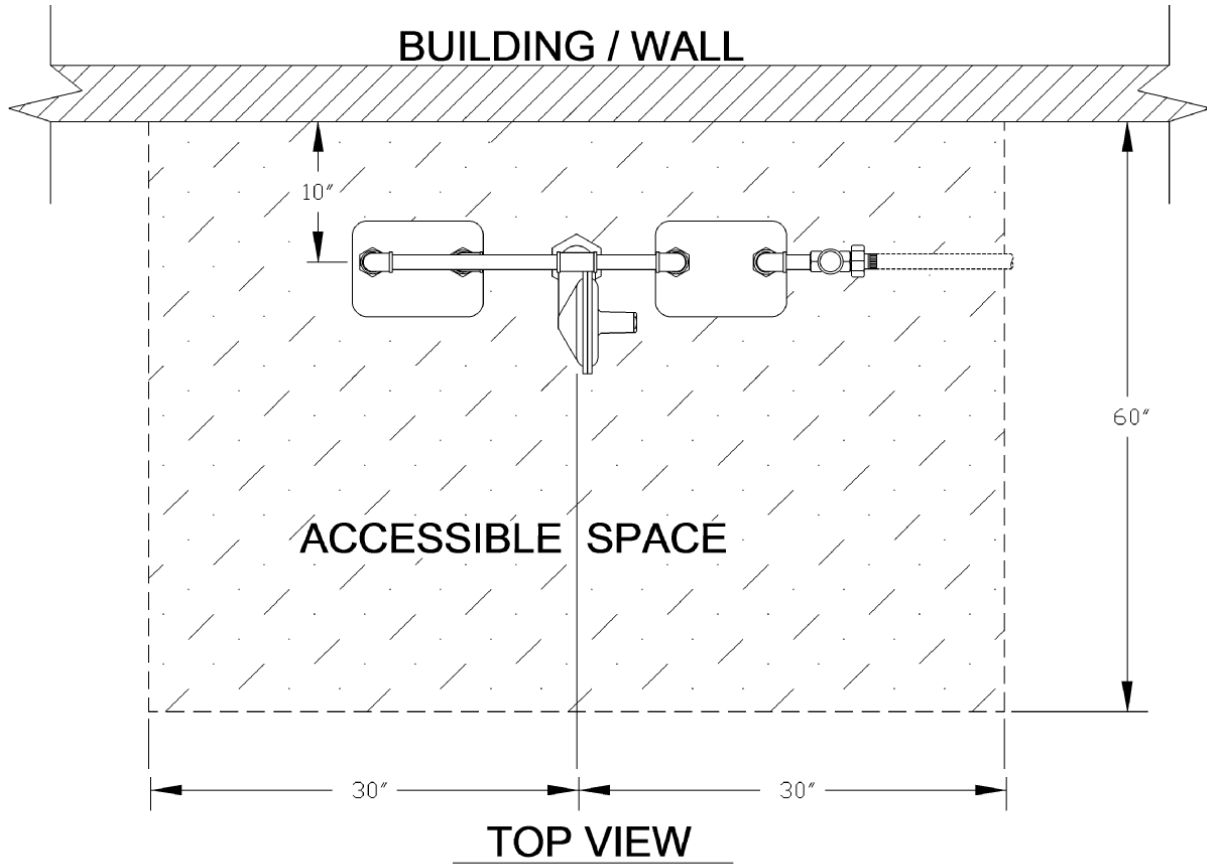 BUILDING / WALL
10"
60"
ACCESSIBLE SPACE
30" 30"
TOP VIEW